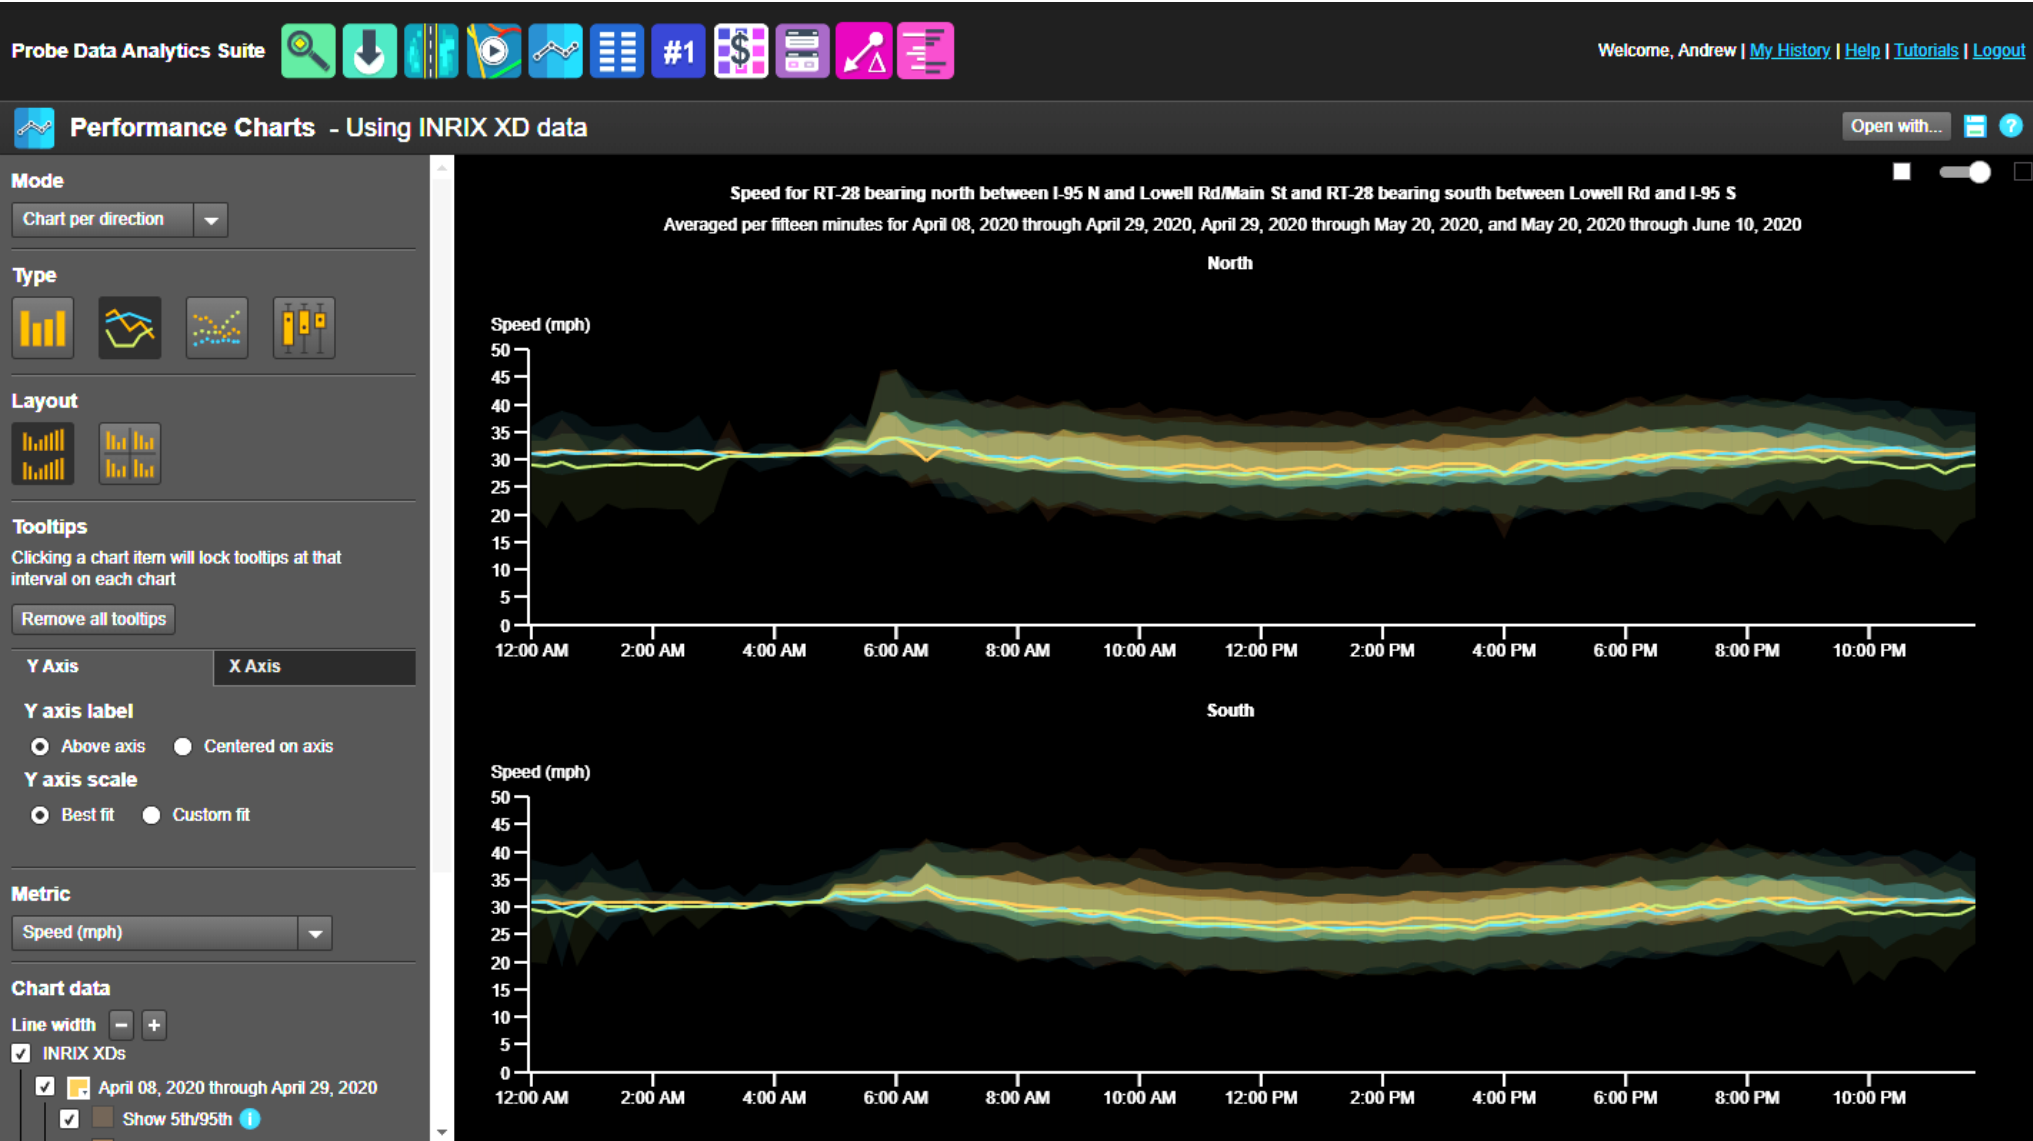 Probe Data Analytics Suite
#1
$
Welcome, Andrew | My History | Help | Tutorials | Logout
Performance Charts - Using INRIX XD data
Open with...
?
Mode
Chart per direction
Type
Layout
Tooltips
Clicking a chart item will lock tooltips at that
interval on each chart
Remove all tooltips
Y Axis
X Axis
Y axis label
Above axis
Centered on axis
Y axis scale
Best fit
Custom fit
Metric
Speed (mph)
Chart data
Line width - +
INRIX XDs
April 08, 2020 through April 29, 2020
Show 5th/95th i
Speed for RT-28 bearing north between I-95 N and Lowell Rd/Main St and RT-28 bearing south between Lowell Rd and I-95 S
Averaged per fifteen minutes for April 08, 2020 through April 29, 2020, April 29, 2020 through May 20, 2020, and May 20, 2020 through June 10, 2020
North
Speed (mph)
50
45
40
35
30
25
20
15
10
5
0
12:00 AM 2:00 AM 4:00 AM 6:00 AM 8:00 AM 10:00 AM 12:00 PM 2:00 PM 4:00 PM 6:00 PM 8:00 PM 10:00 PM
South
Speed (mph)
50
45
40
35
30
25
20
15
10
5
0
12:00 AM 2:00 AM 4:00 AM 6:00 AM 8:00 AM 10:00 AM 12:00 PM 2:00 PM 4:00 PM 6:00 PM 8:00 PM 10:00 PM